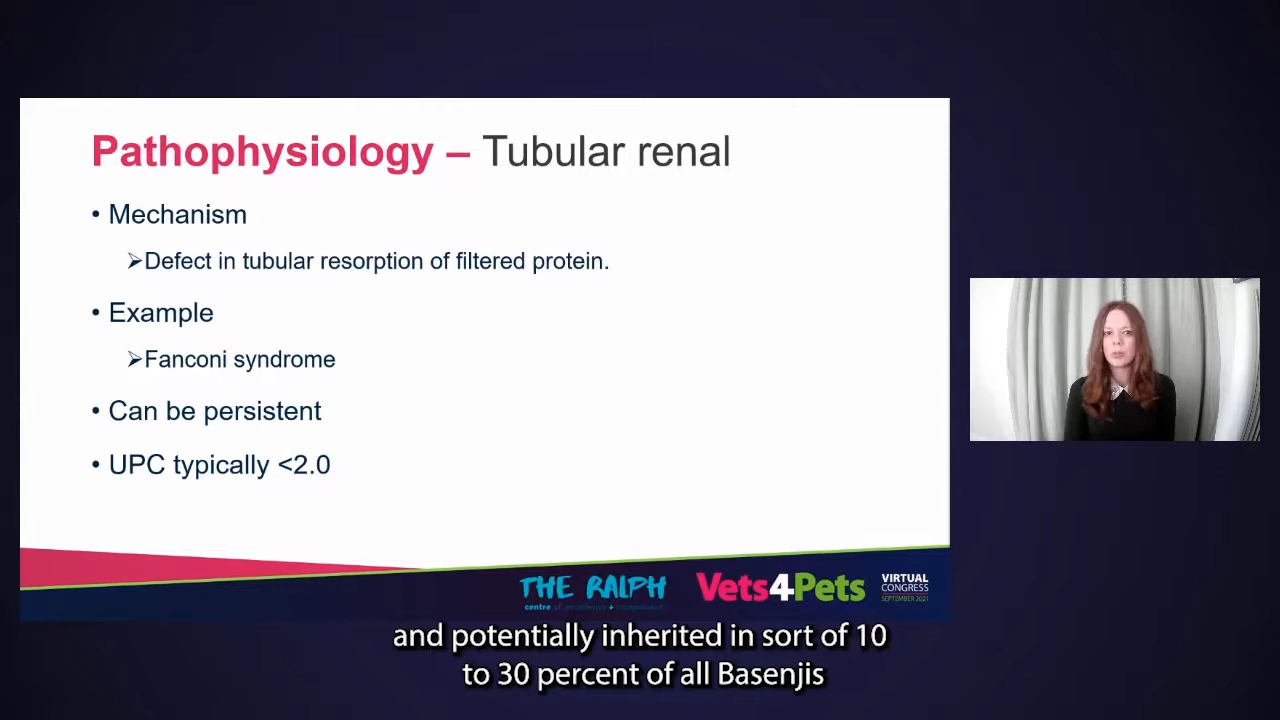 Pathophysiology – Tubular renal
• Mechanism
➢Defect in tubular resorption of filtered protein.
• Example
➢Fanconi syndrome
• Can be persistent
• UPC typically <2.0
THE RALPH
centre of excellence
Vets4Pets
VIRTUAL
CONGRESS
SEPTEMBER 2021
and potentially inherited in sort of 10
to 30 percent of all Basenjis